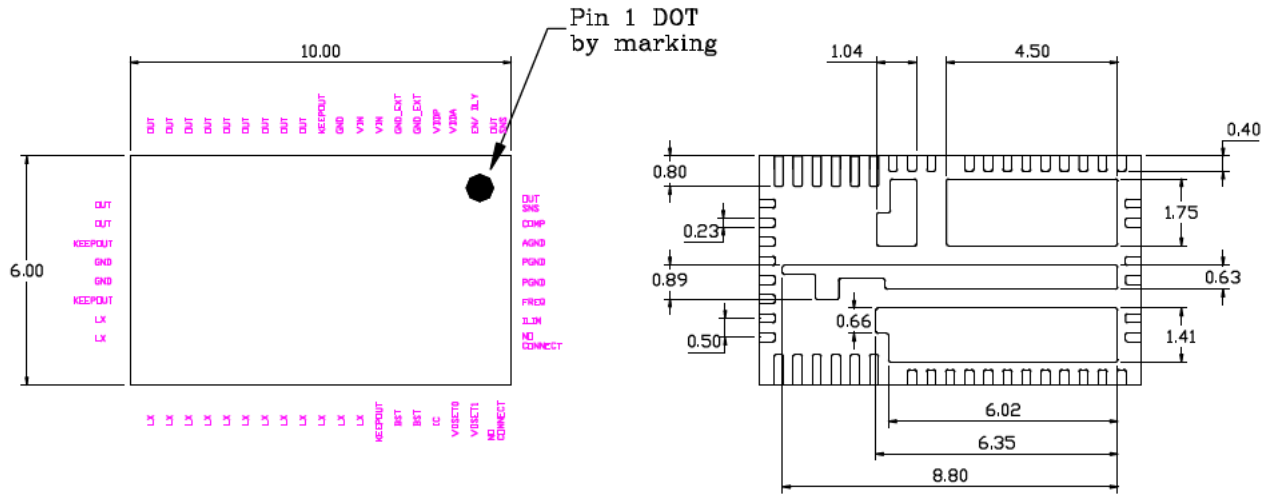 Pin 1 DOT
by marking
10.00
1.04
4.50
OUT
OUT
OUT
OUT
OUT
OUT
OUT
OUT
OUT
KEEPOUT
GND
VIN
VIN
GND_EXT
GND_EXT
VDDP
VDDA
EN/ DLY
OUT
SNS
0.40
0.80
OUT
OUT
KEEPOUT
GND
GND
KEEPOUT
LX
LX
6.00
OUT
SNS
COMP
AGND
PGND
PGND
FREQ
ILIM
NO
CONNECT
0.23
1.75
0.89
0.63
0.66
0.50
1.41
LX
LX
LX
LX
LX
LX
LX
LX
LX
LX
LX
LX
KEEPOUT
BST
BST
IC
VOSET0
VOSET1
NO
CONNECT
6.02
6.35
8.80